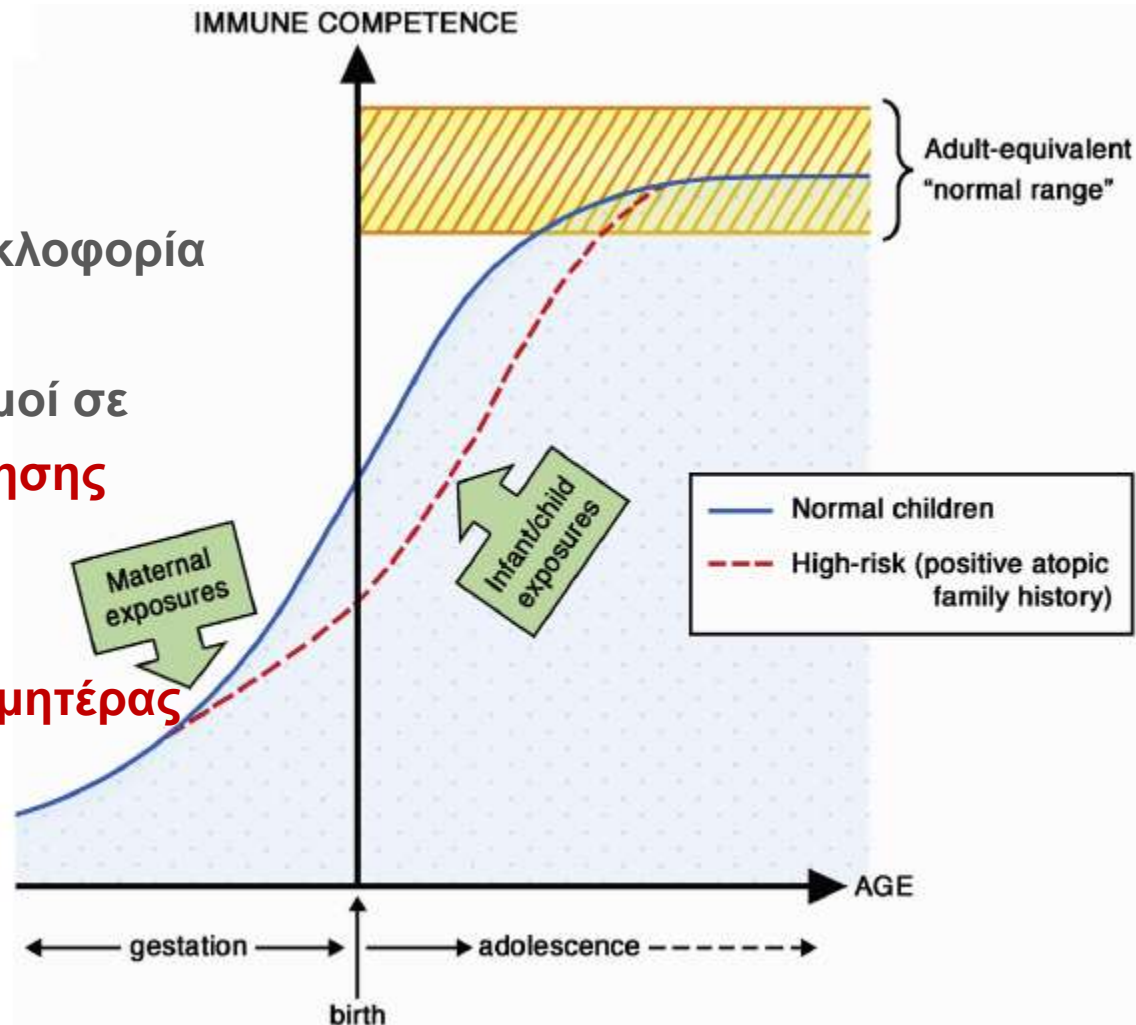 IMMUNE COMPETENCE
Adult-equivalent
“normal range”
κλοφορία
μοί σε
ησης
μητέρας
Maternal
exposures
Infant/child
exposures
Normal children
High-risk (positive atopic
family history)
AGE
gestation
adolescence
birth